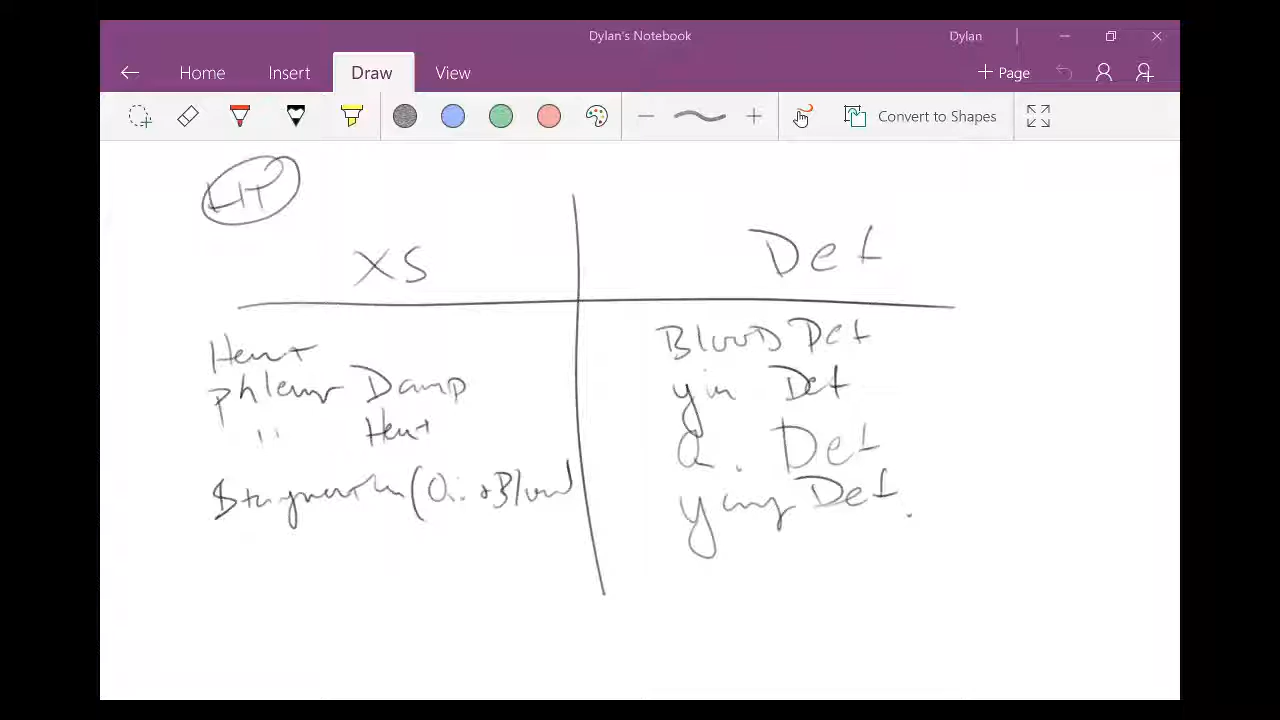 Dylan's Notebook
Dylan
Home Insert Draw View
Page
Convert to Shapes
HT
XS Def
Heat
Phlegm Damp
" Heat
Stagnation (Qi + Blood
Blood Def
yin Def
Qi Def
yang Def.